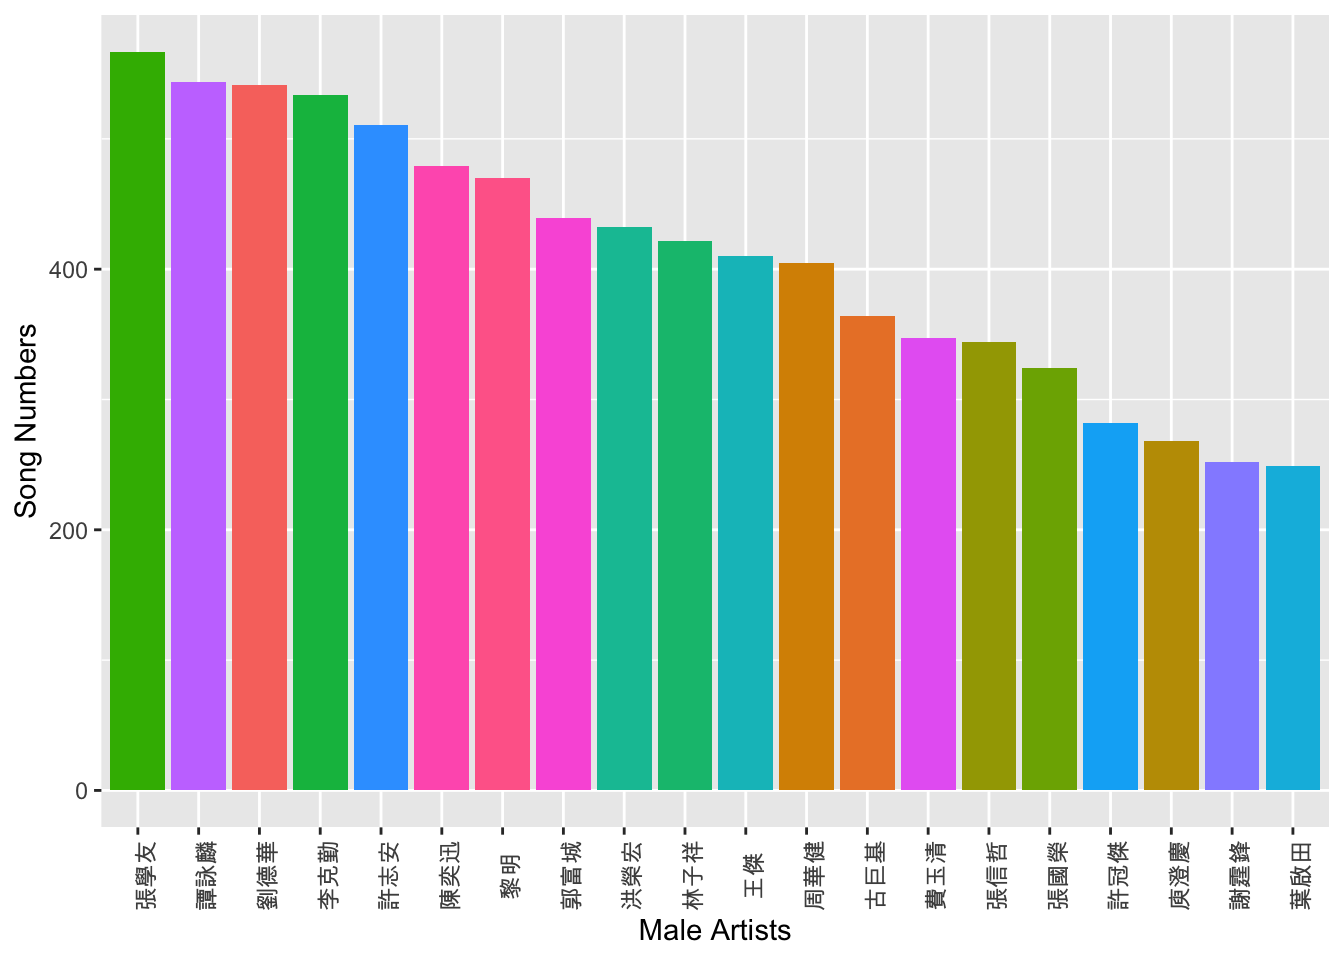 Song Numbers
400
200
0
張學友
譚詠麟
劉德華
李克勤
許志安
陳奕迅
黎明
郭富城
洪榮宏
林子祥
王傑
周華健
古巨基
費玉清
張信哲
張國榮
許冠傑
庾澄慶
謝霆鋒
葉啟田
Male Artists